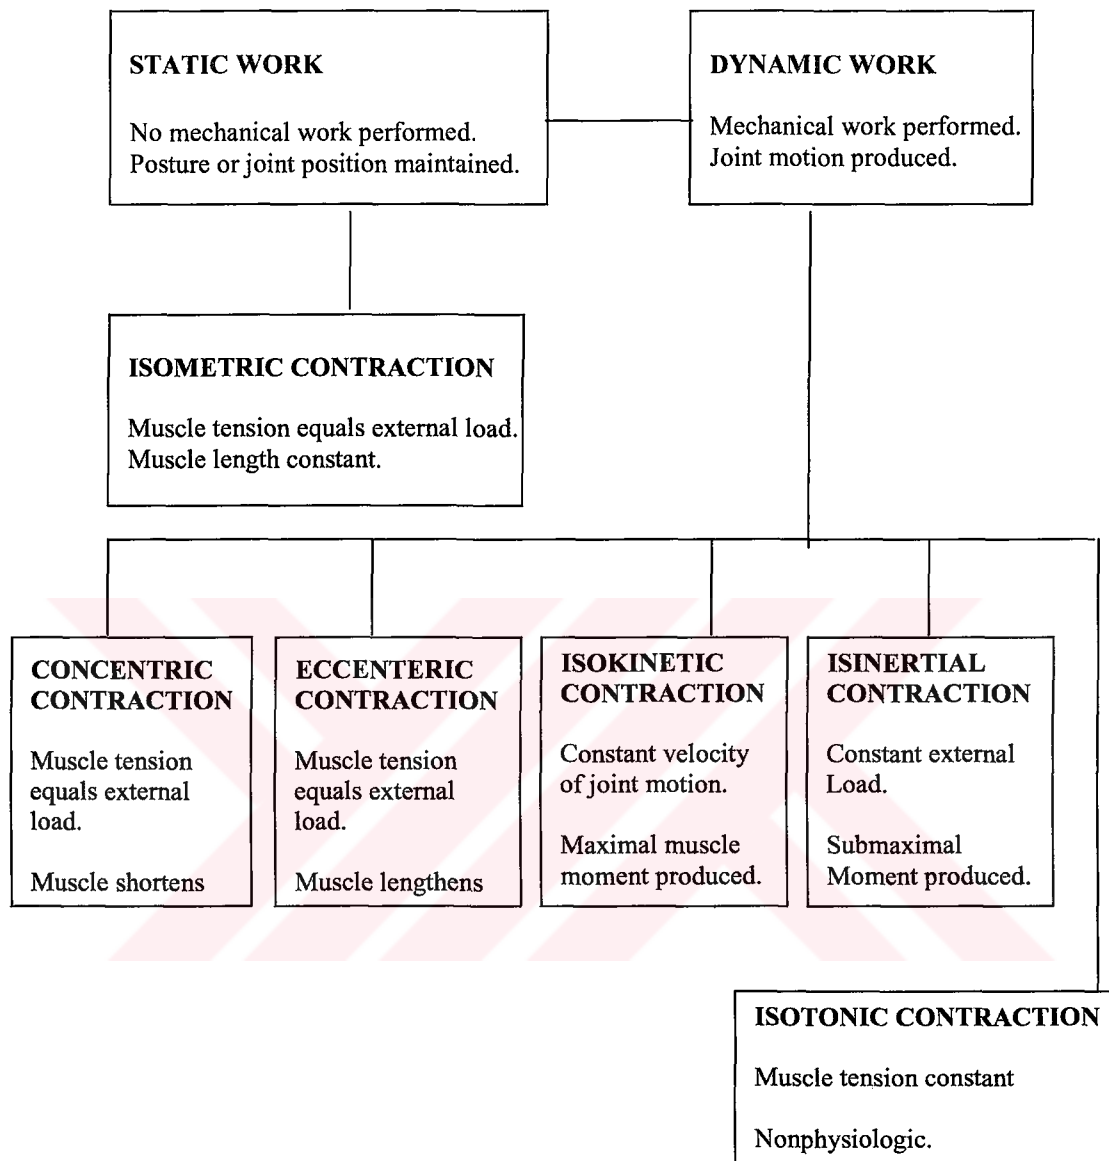 STATIC WORK
No mechanical work performed.
Posture or joint position maintained.
DYNAMIC WORK
Mechanical work performed.
Joint motion produced.
ISOMETRIC CONTRACTION
Muscle tension equals external load.
Muscle length constant.
CONCENTRIC
CONTRACTION
Muscle tension
equals external
load.
Muscle shortens
ECCENTERIC
CONTRACTION
Muscle tension
equals external
load.
Muscle lengthens
ISOKINETIC
CONTRACTION
Constant velocity
of joint motion.
Maximal muscle
moment produced.
ISINERTIAL
CONTRACTION
Constant external
Load.
Submaximal
Moment produced.
ISOTONIC CONTRACTION
Muscle tension constant
Nonphysiologic.